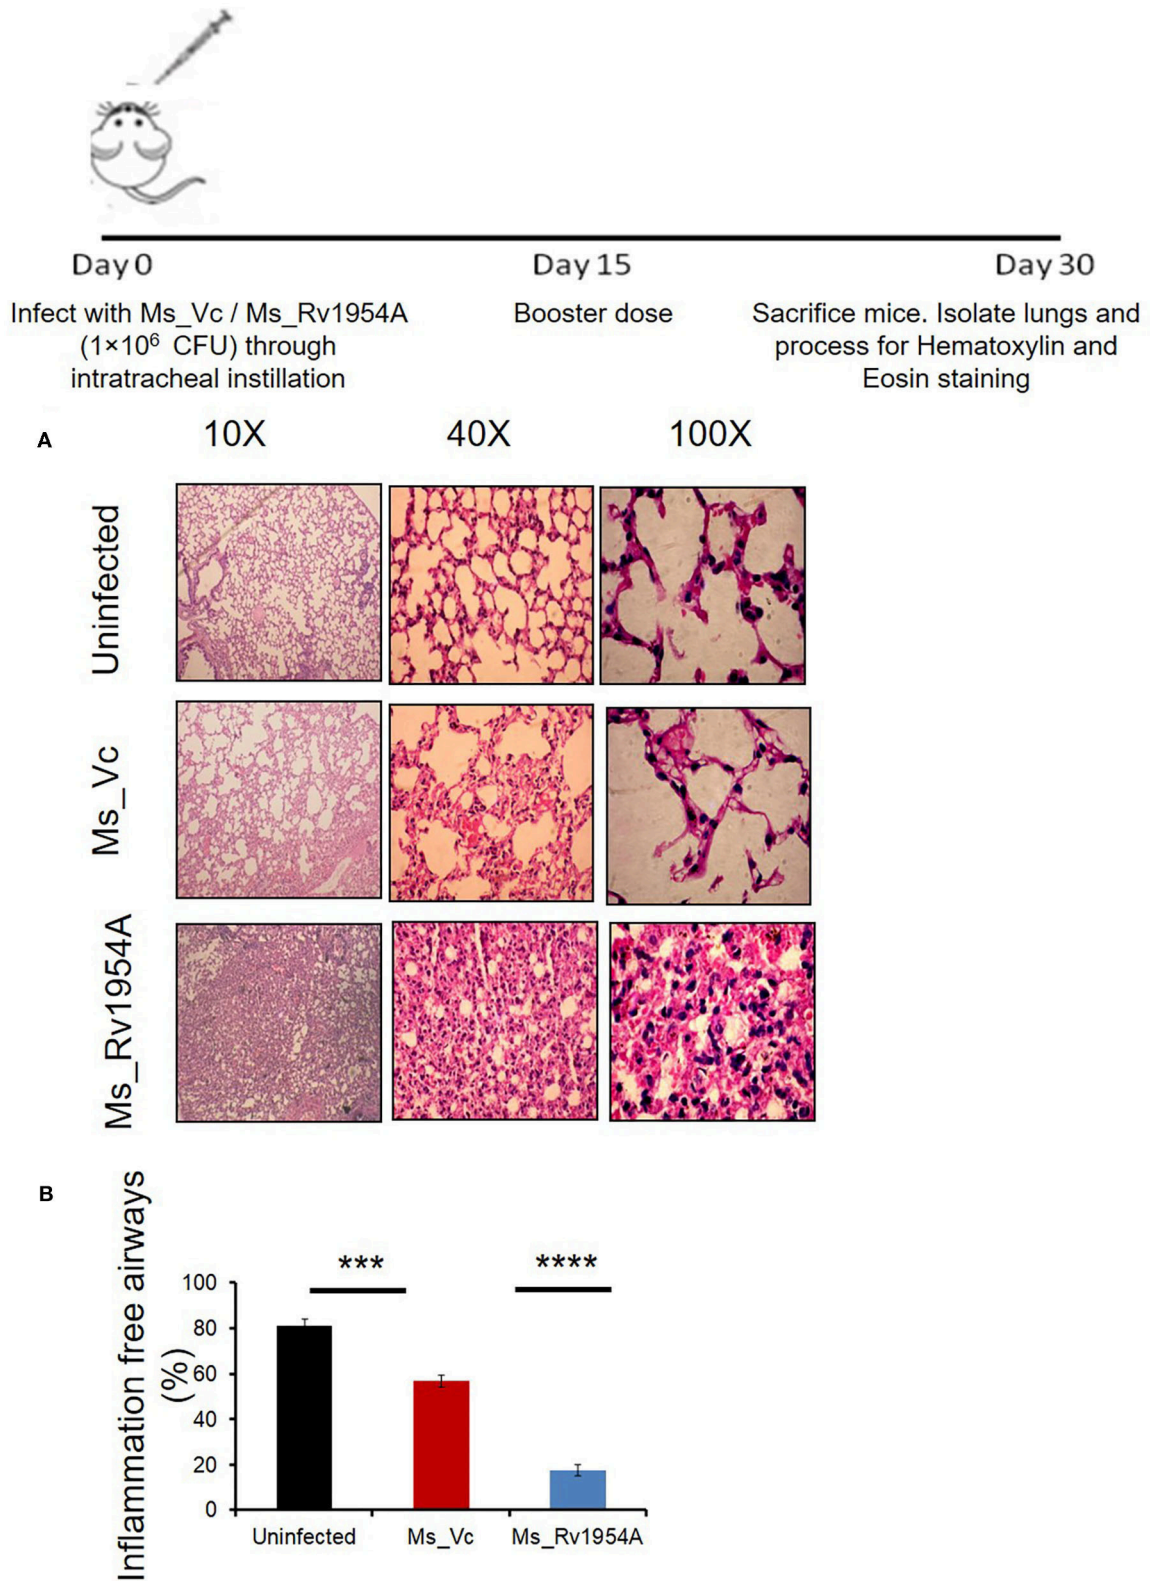 Day 0
Day 15
Day 30
Infect with Ms_Vc / Ms_Rv1954A
(1×10⁶ CFU) through
intratracheal instillation
Booster dose
Sacrifice mice. Isolate lungs and
process for Hematoxylin and
Eosin staining
A
10X
40X
100X
Uninfected
Ms_Vc
Ms_Rv1954A
B
Inflammation free airways
(%)
***
****
100
80
60
40
20
0
Uninfected
Ms_Vc
Ms_Rv1954A